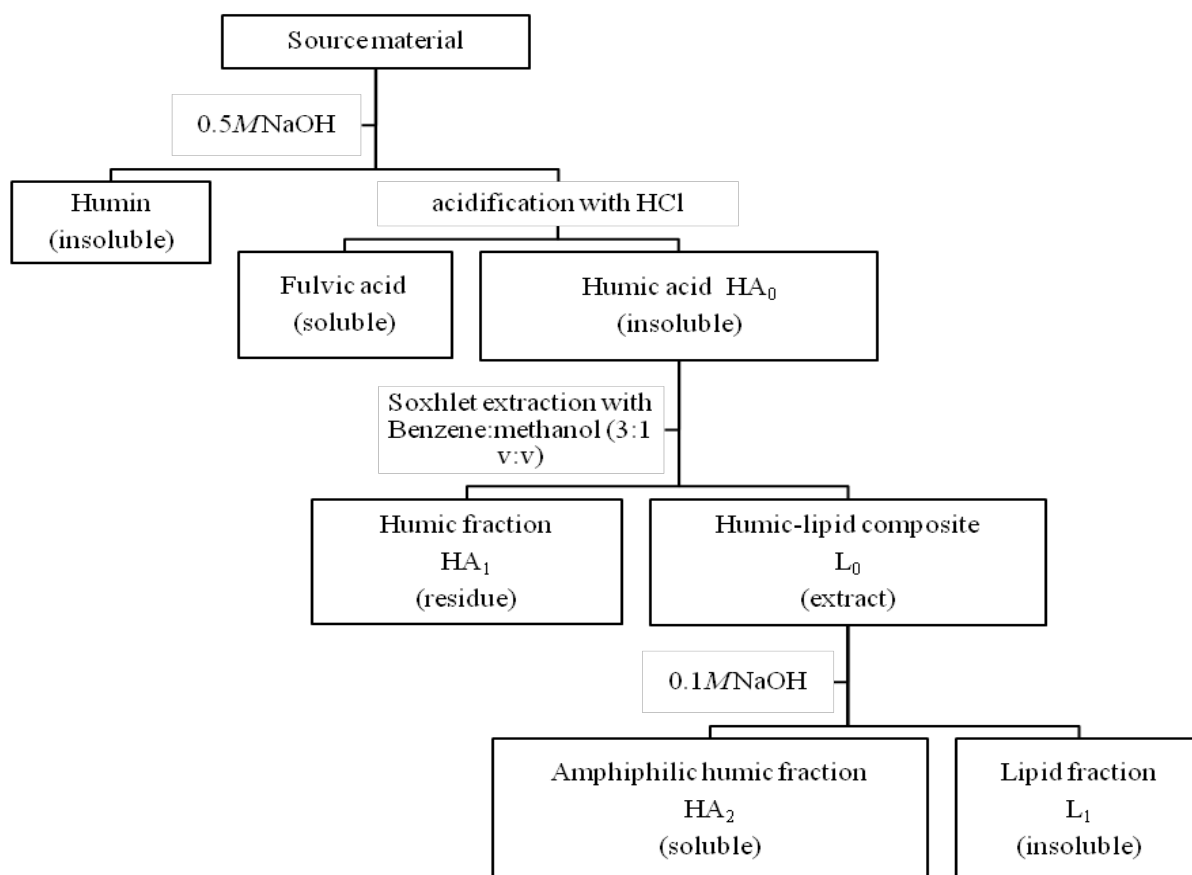 Source material
0.5M NaOH
Humin
(insoluble)
acidification with HCl
Fulvic acid
(soluble)
Humic acid HA₀
(insoluble)
Soxhlet extraction with
Benzene:methanol (3:1
v:v)
Humic fraction
HA₁
(residue)
Humic-lipid composite
L₀
(extract)
0.1M NaOH
Amphiphilic humic fraction
HA₂
(soluble)
Lipid fraction
L₁
(insoluble)